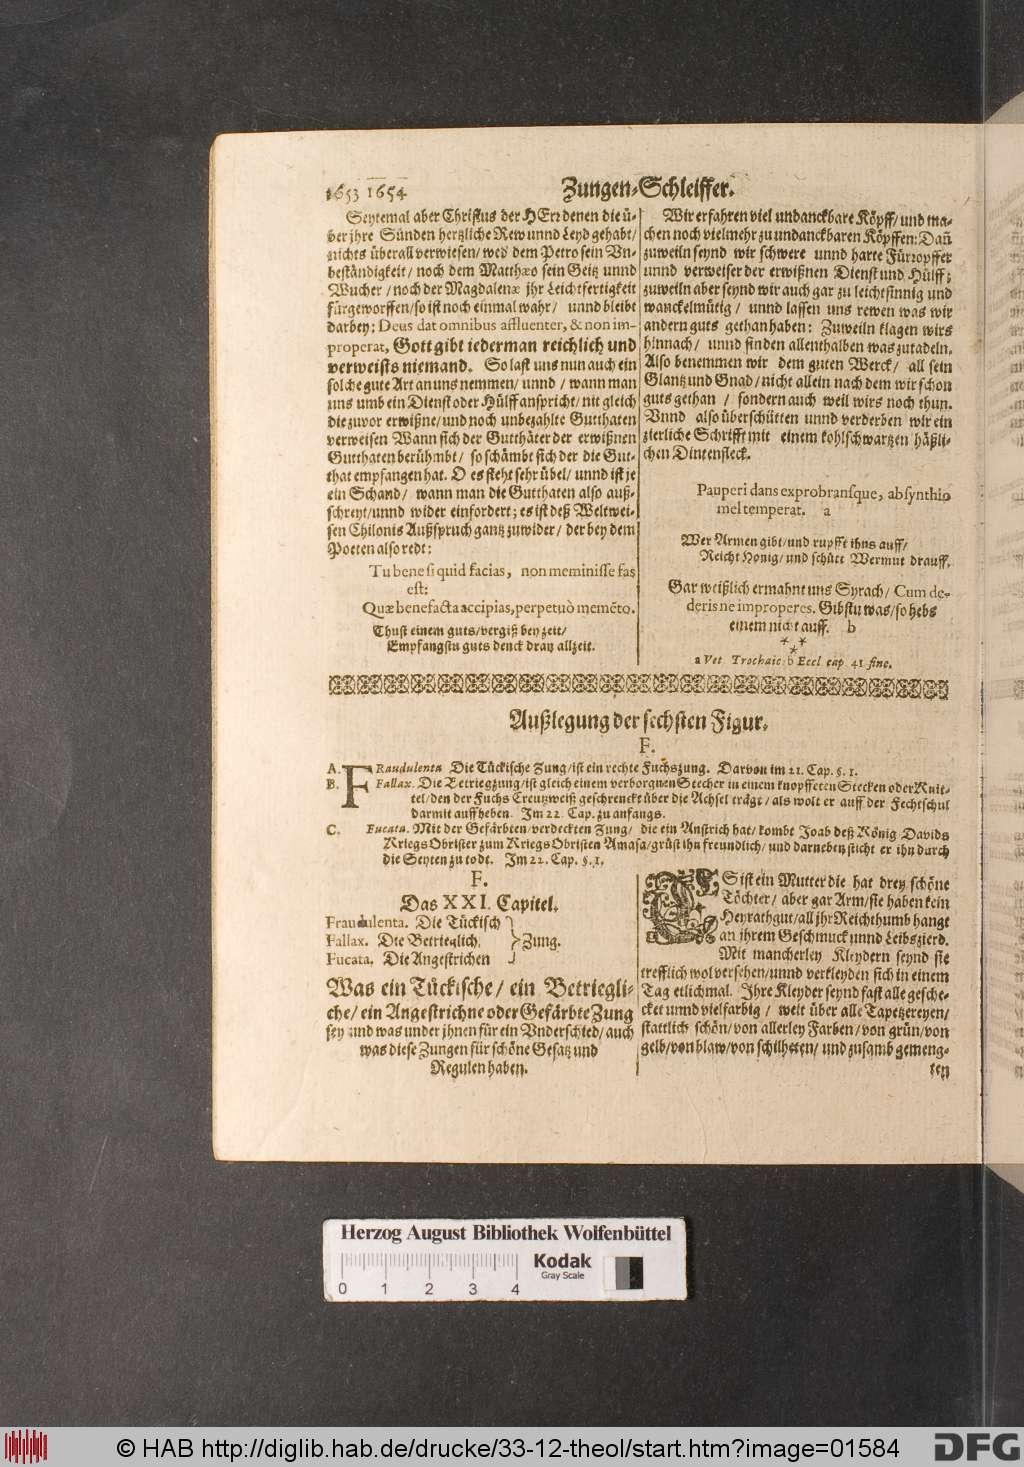 1653 1654
Zungen-Schleiffer.
Seytemal aber Christus der HErr denen die ü-
ber jhre Sünden hertzliche Rew unnd Leyd gehabt/
nichts überall verwiesen/ weð dem Petro sein Vn-
beständigkeit/ noch dem Matthæo sein Geitz unnd
Wucher/ noch der Magdalenæ jhr Leichtfertigkeit
fürgeworffen/ so ist noch einmal wahr/ unnd bleibt
darbey: Deus dat omnibus affluenter, & non im-
properat, Gott gibt iederman reichlich und
verweists niemand. So last uns nun auch ein
solche gute Art an uns nemmen/ unnd/ wann man
uns umb ein Dienst oder Hülff anspricht/ nit gleich
die zuvor erwißne/ und noch unbezahlte Gutthaten
verweisen Wann sich der Gutthäter der erwißnen
Gutthaten berühmbt/ so schämbt sich der die Gut-
that empfangen hat. O es steht sehr übel/ unnd ist je
ein Schand/ wann man die Gutthaten also auß-
schreyt/ unnd wider einfordert; es ist deß Weltwei-
sen Chilonis Außspruch gantz zuwider/ der bey dem
Poeten also redt:
Tu bene si quid facias, non meminisse fas
est:
Quæ benefacta accipias, perpetuò memẽto.
Thust einem guts/ vergiß bey zeit/
Empfangstu guts denck dran allzeit.
Wir erfahren viel undanckbare Köpff/ und ma-
chen noch vielmehr zu undanckbaren Köpffen: Dañ
zuweiln seynd wir schwere unnd harte Fürropffer
unnd verweiser der erwißnen Dienst und Hülff;
zuweiln aber seynd wir auch gar zu leichtsinnig und
wanckelmütig/ unnd lassen uns rewen was wir
andern guts gethan haben: Zuweiln klagen wirs
hinnach/ unnd finden allenthalben was zutadeln.
Also benemmen wir dem guten Werck/ all sein
Glantz und Gnad/ nicht allein nach dem wir schon
guts gethan/ sondern auch weil wirs noch thun.
Vnnd also überschütten unnd verderben wir ein
zierliche Schrifft mit einem kohlschwartzen häßli-
chen Dintenfleck.
Pauperi dans exprobransque, absynthio
mel temperat. a
Wer Armen gibt/ und rupfft ihns auff/
Reicht Honig/ und schütt Wermut drauff.
Gar weißlich ermahnt uns Syrach/ Cum de-
deris ne improperes. Gibstu was/ so hebs
einem nicht auff. b
* * *
a Vet Trochaic b Eccl cap 41 fine.
Außlegung der sechsten Figur.
F.
A. FRaudulenta Die Tückische Zung/ ist ein rechte Fuchszung. Darvon im 21. Cap. §. 1.
B. Fallax. Die Betriegzung/ ist gleich einem verborgnen Stecher in einem knopffeten Stecken oder Knit-
tel/ den der Fuchs Creutzweiß geschrenckt über die Achsel trägt/ als wolt er auff der Fechtschul
darmit auffheben. Im 22. Cap. zu anfangs.
C. Fucata. Mit der Gefärbten/ verdeckten Zung/ die ein Anstrich hat/ kombt Joab deß König Davids
Kriegs Obrister zum Kriegs Obristen Amasa/ grüst ihn freundlich/ und darneben sticht er ihn durch
die Seyten zu todt. Im 22. Cap. §. 1.
F.
Das XXI. Capitel.
Fraudulenta. Die Tückisch
Fallax. Die Betrieglich. } Zung.
Fucata. Die Angestrichen
Was ein Tückische/ ein Betriegli-
che/ ein Angestrichne oder Gefärbte Zung
sey und was under jhnen für ein Vnderschied/ auch
was diese Zungen für schöne Gesatz und
Regulen haben.
ES ist ein Mutter die hat drey schöne
Töchter/ aber gar Arm/ sie haben kein
Heyrathgut/ all jhr Reichthumb hangt
an ihrem Geschmuck unnd Leibszierd.
Mit mancherley Kleydern seynd sie
trefflich wol versehen/ unnd verkleyden sich in einem
Tag etlichmal. Ihre Kleyder seynd fast alle gesche-
cket unnd vielfarbig/ weit über alle Tapetzereyen/
stattlich schön/ von allerley Farben/ von grün/ von
gelb/ von blaw/ von schilheten/ und zusamb gemeng-
ten
Herzog August Bibliothek Wolfenbüttel
Kodak
Gray Scale
0 1 2 3 4
© HAB http://diglib.hab.de/drucke/33-12-theol/start.htm?image=01584
DFG